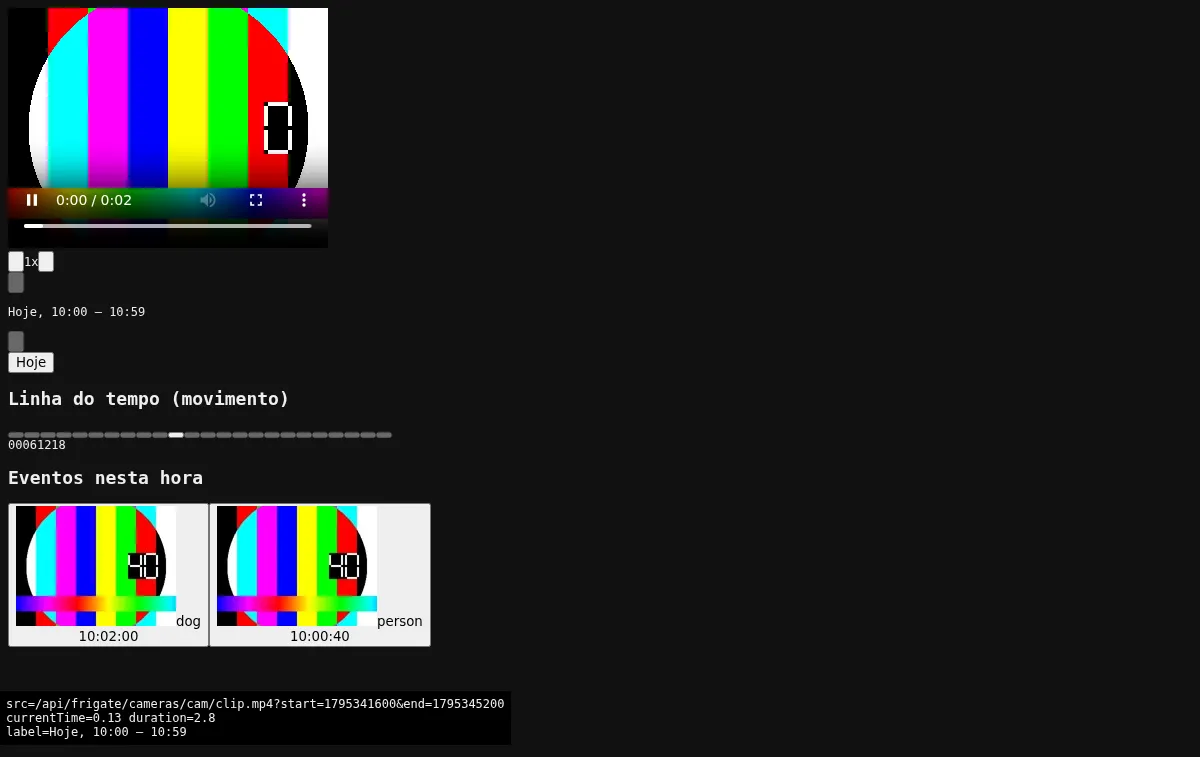 0
0:00 / 0:02
1x
Hoje, 10:00 — 10:59
Hoje
Linha do tempo (movimento)
00061218
Eventos nesta hora
40
dog
10:02:00
40
person
10:00:40
src=/api/frigate/cameras/cam/clip.mp4?start=1795341600&end=1795345200
currentTime=0.13 duration=2.8
label=Hoje, 10:00 — 10:59